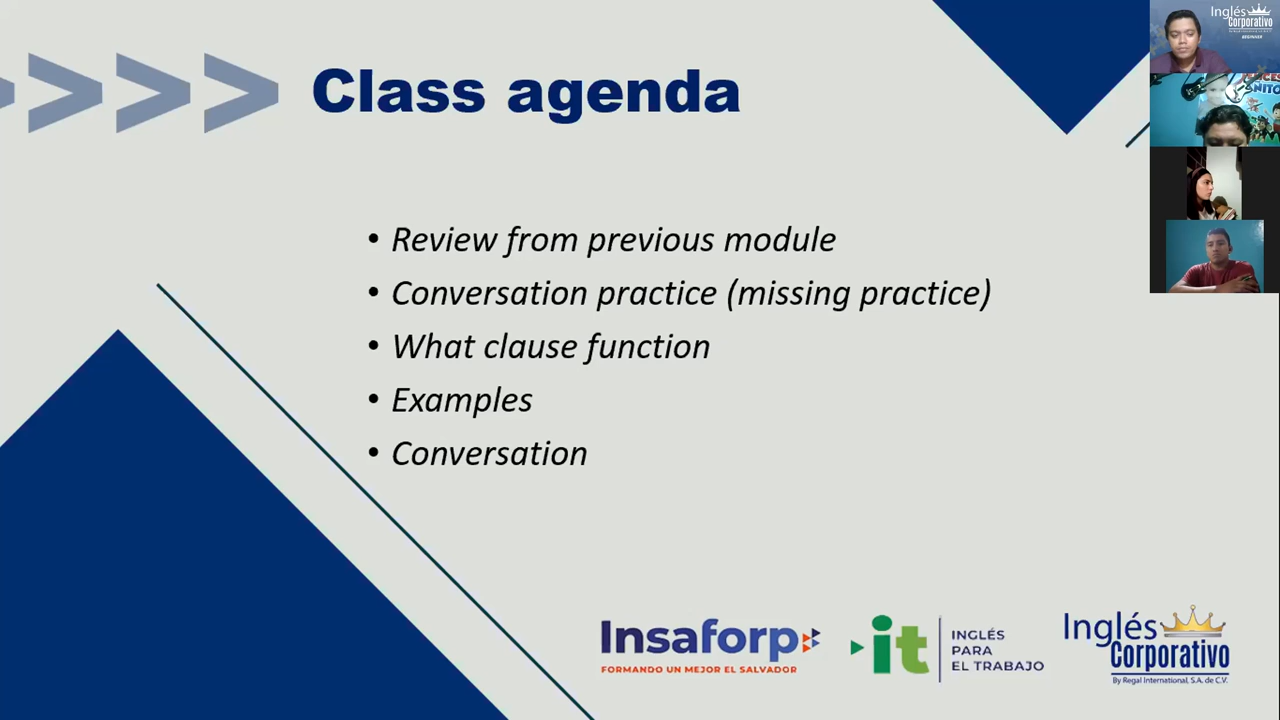 Class agenda
• Review from previous module
• Conversation practice (missing practice)
• What clause function
• Examples
• Conversation
Insaforp
FORMANDO UN MEJOR EL SALVADOR
it
INGLÉS
PARA
EL TRABAJO
Inglés
Corporativo
By Regal International, S.A. de C.V.
Inglés
Corporativo
BEGINNER